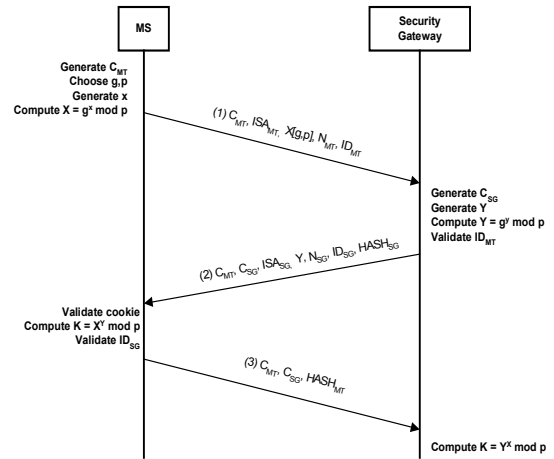 MS
Security
Gateway
Generate C_MT
Choose g,p
Generate x
Compute X = g^x mod p
(1) C_MT, ISA_MT, X[g,p], N_MT, ID_MT
Generate C_SG
Generate Y
Compute Y = g^y mod p
Validate ID_MT
(2) C_MT, C_SG, ISA_SG, Y, N_SG, ID_SG, HASH_SG
Validate cookie
Compute K = X^Y mod p
Validate ID_SG
(3) C_MT, C_SG, HASH_MT
Compute K = Y^X mod p